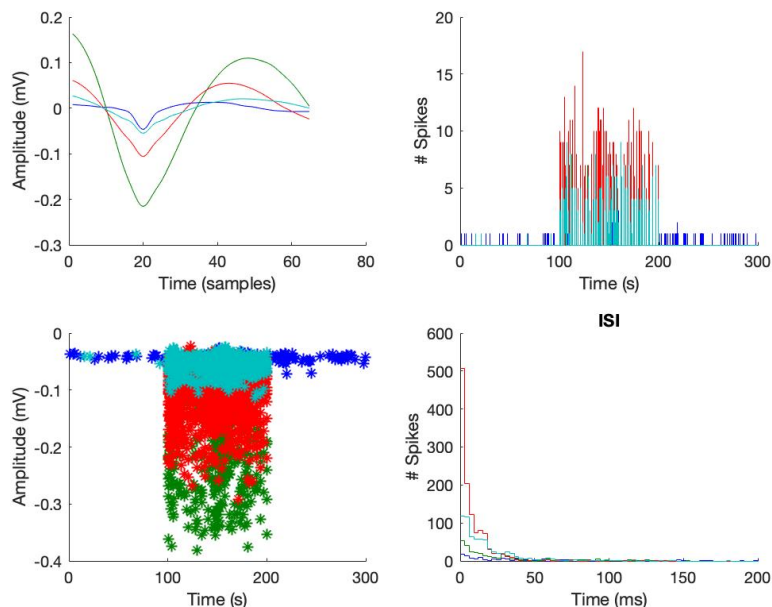 0.2
0.1
0
-0.1
-0.2
-0.3
Amplitude (mV)
0 20 40 60 80
Time (samples)
20
15
10
5
0
# Spikes
0 100 200 300
Time (s)
0
-0.1
-0.2
-0.3
-0.4
Amplitude (mV)
0 100 200 300
Time (s)
ISI
600
500
400
300
200
100
0
# Spikes
0 50 100 150 200
Time (ms)